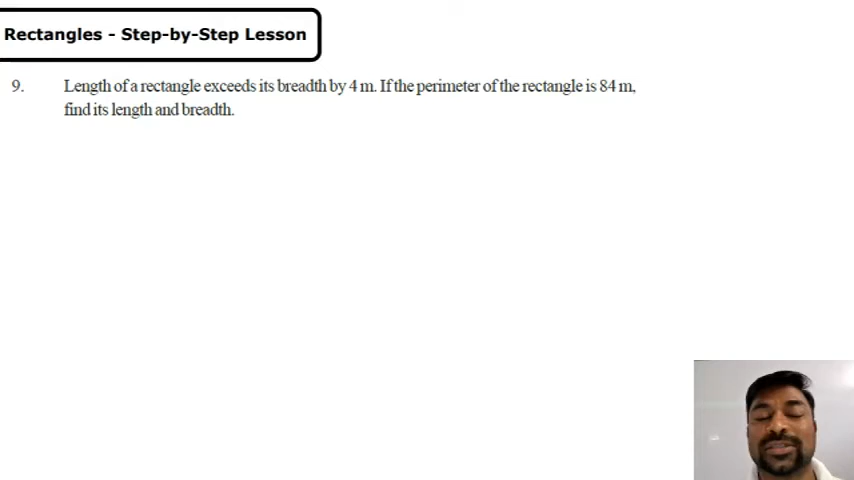 Rectangles - Step-by-Step Lesson
9. Length of a rectangle exceeds its breadth by 4 m. If the perimeter of the rectangle is 84 m,
find its length and breadth.